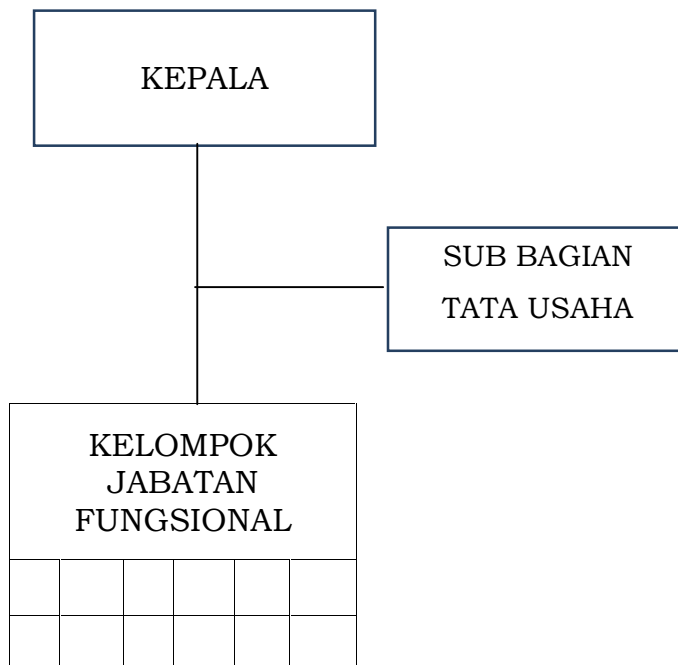 KEPALA
SUB BAGIAN
TATA USAHA
KELOMPOK
JABATAN
FUNGSIONAL